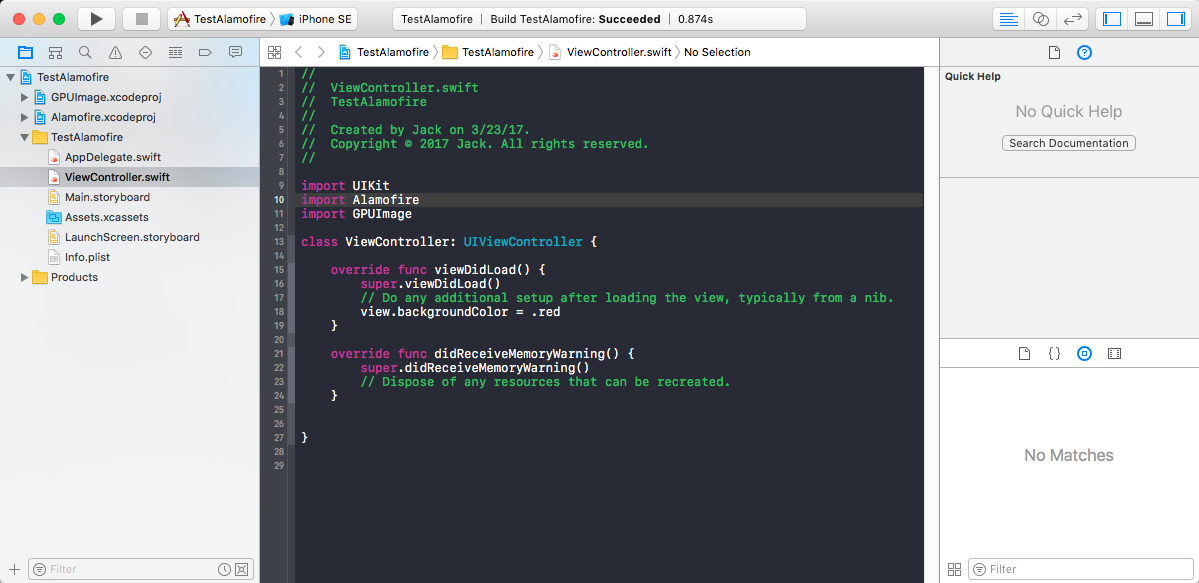 TestAlamofire iPhone SE
TestAlamofire | Build TestAlamofire: Succeeded | 0.874s
TestAlamofire TestAlamofire ViewController.swift No Selection
TestAlamofire
GPUImage.xcodeproj
Alamofire.xcodeproj
TestAlamofire
AppDelegate.swift
ViewController.swift
Main.storyboard
Assets.xcassets
LaunchScreen.storyboard
Info.plist
Products
Filter
1 //
2 //  ViewController.swift
3 //  TestAlamofire
4 //
5 //  Created by Jack on 3/23/17.
6 //  Copyright © 2017 Jack. All rights reserved.
7 //
8
9 import UIKit
10 import Alamofire
11 import GPUImage
12
13 class ViewController: UIViewController {
14
15     override func viewDidLoad() {
16         super.viewDidLoad()
17         // Do any additional setup after loading the view, typically from a nib.
18         view.backgroundColor = .red
19     }
20
21     override func didReceiveMemoryWarning() {
22         super.didReceiveMemoryWarning()
23         // Dispose of any resources that can be recreated.
24     }
25
26
27 }
28
29
Quick Help
No Quick Help
Search Documentation
{}
No Matches
Filter